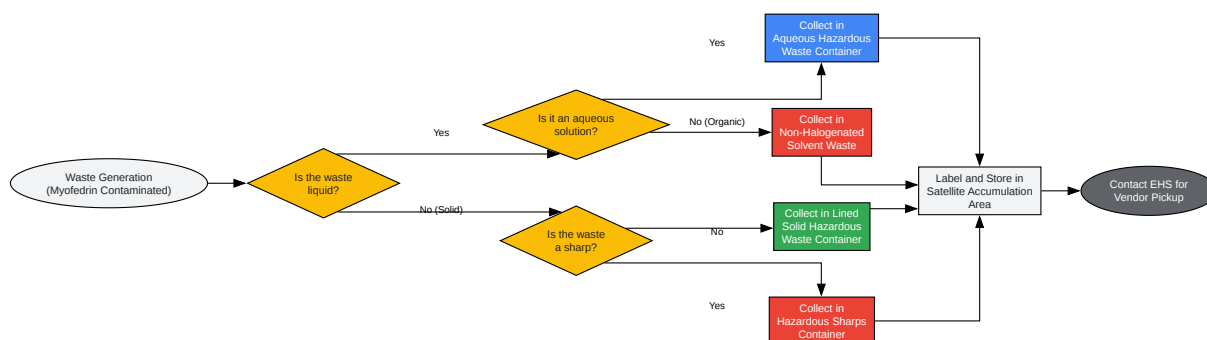 Waste Generation
(Myofedrin Contaminated)
Is the waste
liquid?
Yes
No (Solid)
Is it an aqueous
solution?
Yes
No (Organic)
Is the waste
a sharp?
No
Yes
Collect in
Aqueous Hazardous
Waste Container
Collect in
Non-Halogenated
Solvent Waste
Collect in Lined
Solid Hazardous
Waste Container
Collect in
Hazardous Sharps
Container
Label and Store in
Satellite Accumulation
Area
Contact EHS for
Vendor Pickup